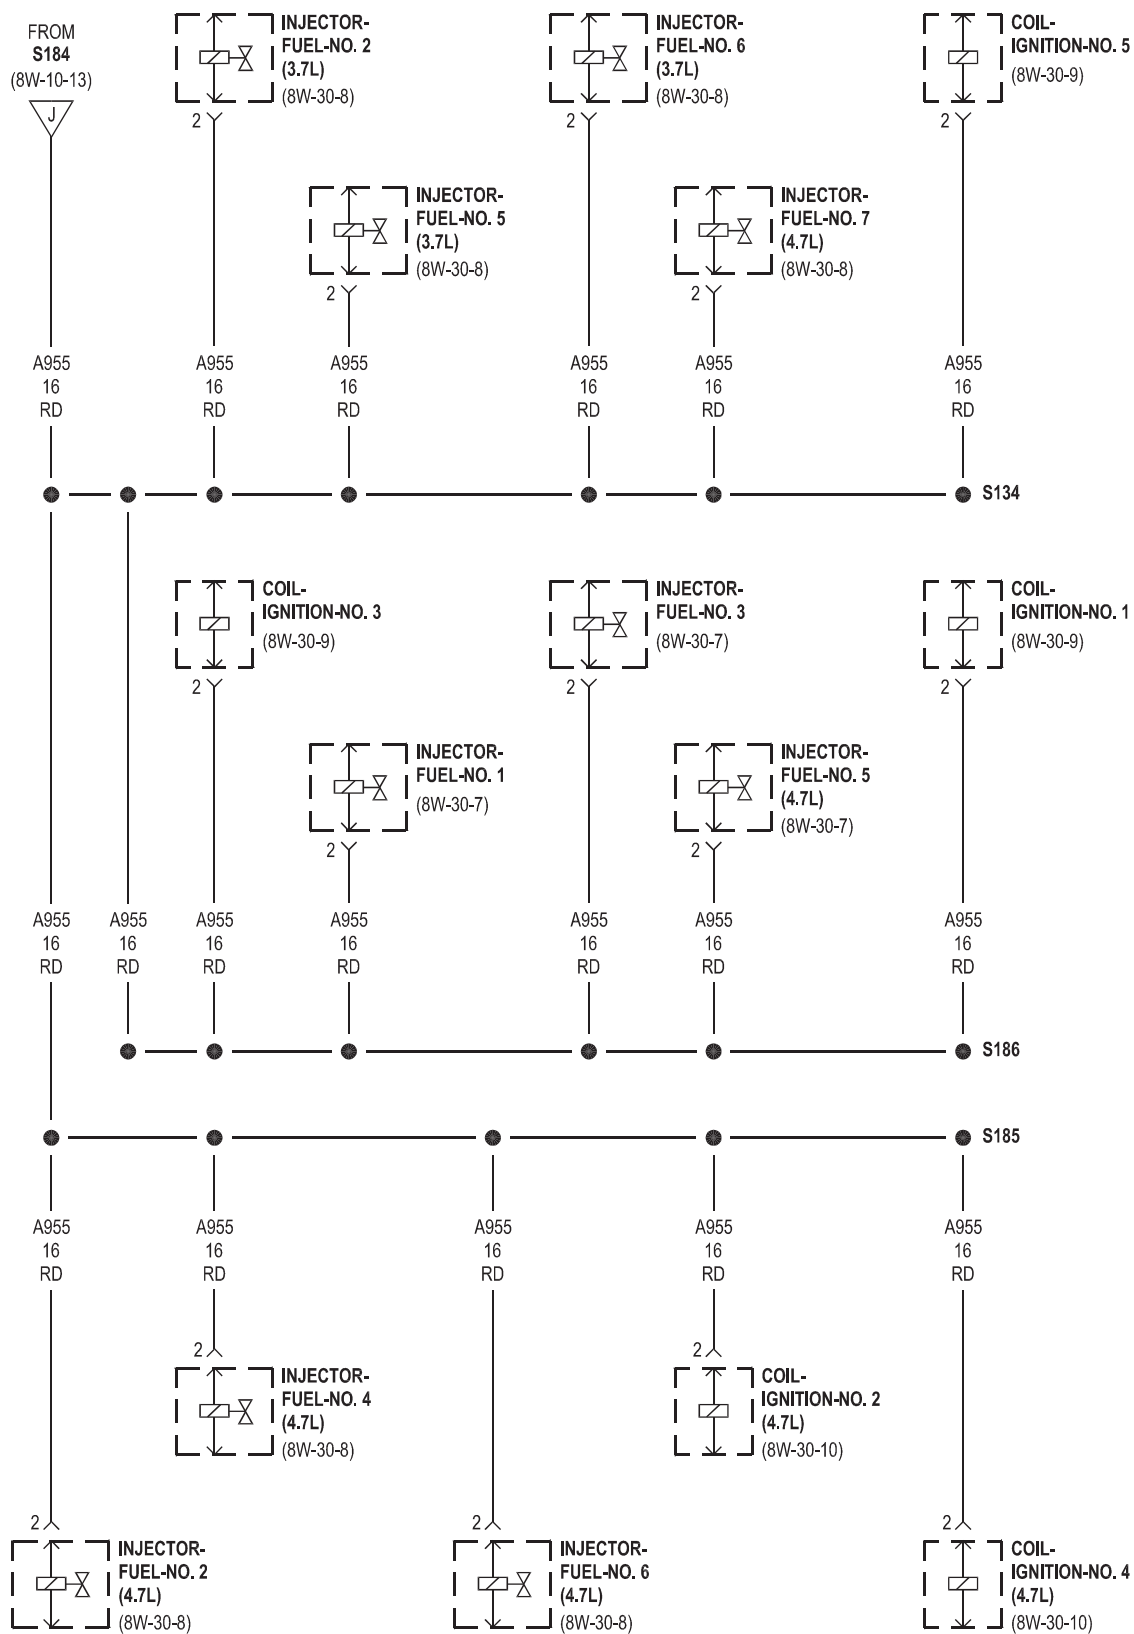 FROM
S184
(8W-10-13)
J
INJECTOR-
FUEL-NO. 2
(3.7L)
(8W-30-8)
2
INJECTOR-
FUEL-NO. 6
(3.7L)
(8W-30-8)
2
COIL-
IGNITION-NO. 5
(8W-30-9)
2
INJECTOR-
FUEL-NO. 5
(3.7L)
(8W-30-8)
2
INJECTOR-
FUEL-NO. 7
(4.7L)
(8W-30-8)
2
A955 A955 A955 A955 A955 A955
16 16 16 16 16 16
RD RD RD RD RD RD
S134
COIL-
IGNITION-NO. 3
(8W-30-9)
2
INJECTOR-
FUEL-NO. 3
(8W-30-7)
2
COIL-
IGNITION-NO. 1
(8W-30-9)
2
INJECTOR-
FUEL-NO. 1
(8W-30-7)
2
INJECTOR-
FUEL-NO. 5
(4.7L)
(8W-30-7)
2
A955 A955 A955 A955 A955 A955 A955
16 16 16 16 16 16 16
RD RD RD RD RD RD RD
S186
S185
A955 A955 A955 A955 A955
16 16 16 16 16
RD RD RD RD RD
2
INJECTOR-
FUEL-NO. 4
(4.7L)
(8W-30-8)
2
COIL-
IGNITION-NO. 2
(4.7L)
(8W-30-10)
2
INJECTOR-
FUEL-NO. 2
(4.7L)
(8W-30-8)
2
INJECTOR-
FUEL-NO. 6
(4.7L)
(8W-30-8)
2
COIL-
IGNITION-NO. 4
(4.7L)
(8W-30-10)